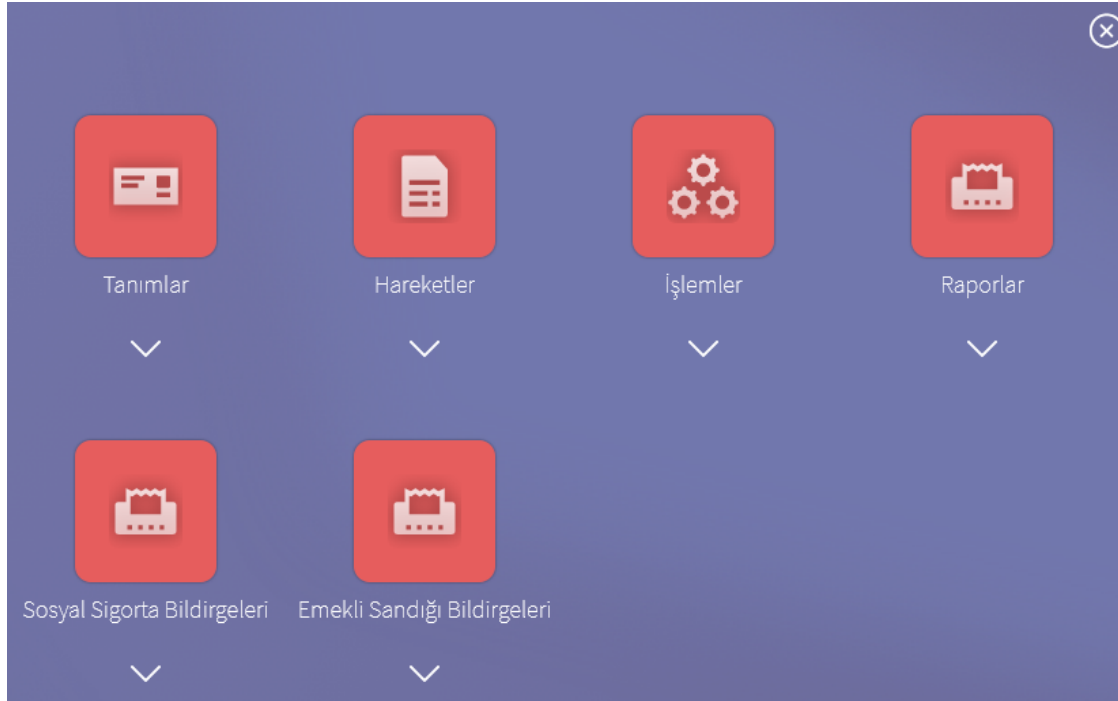 Tanımlar
Hareketler
İşlemler
Raporlar
Sosyal Sigorta Bildirgeleri
Emekli Sandığı Bildirgeleri